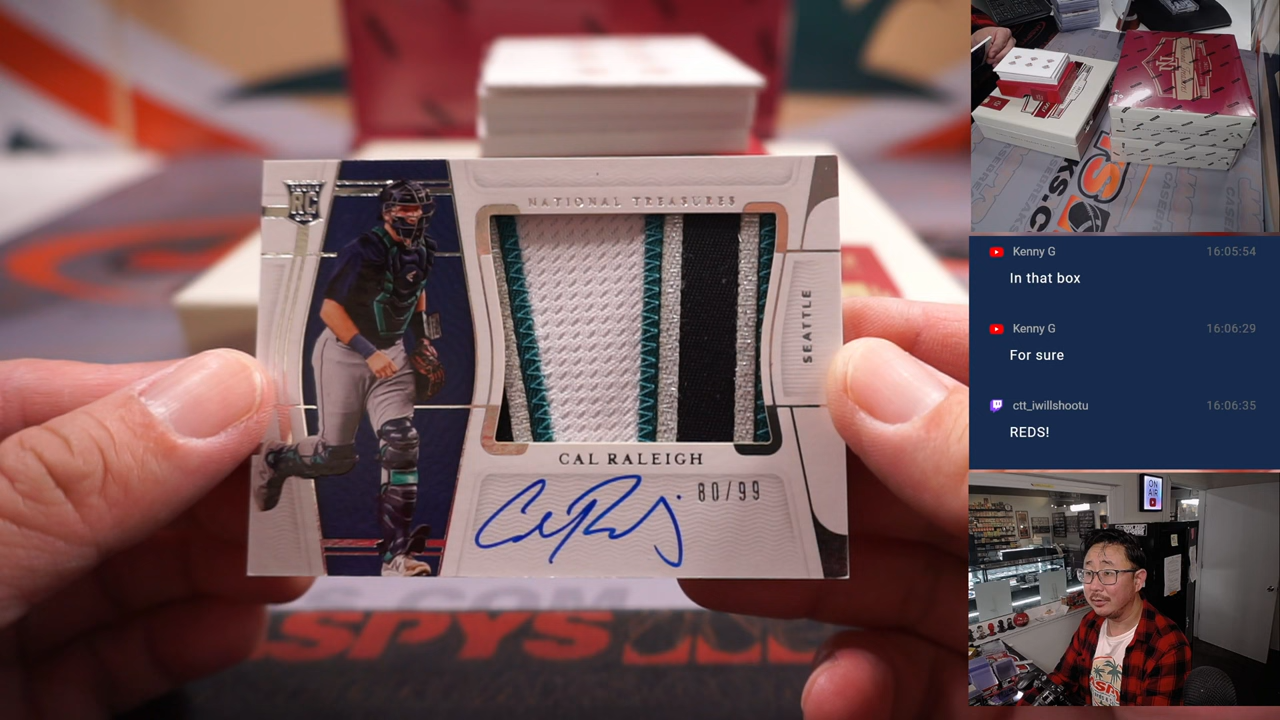 RC
NATIONAL TREASURES
SEATTLE
CAL RALEIGH
80/99
SPYS
Kenny G 16:05:54
In that box
Kenny G 16:06:29
For sure
ctt_iwillshootu 16:06:35
REDS!
ON
AIR